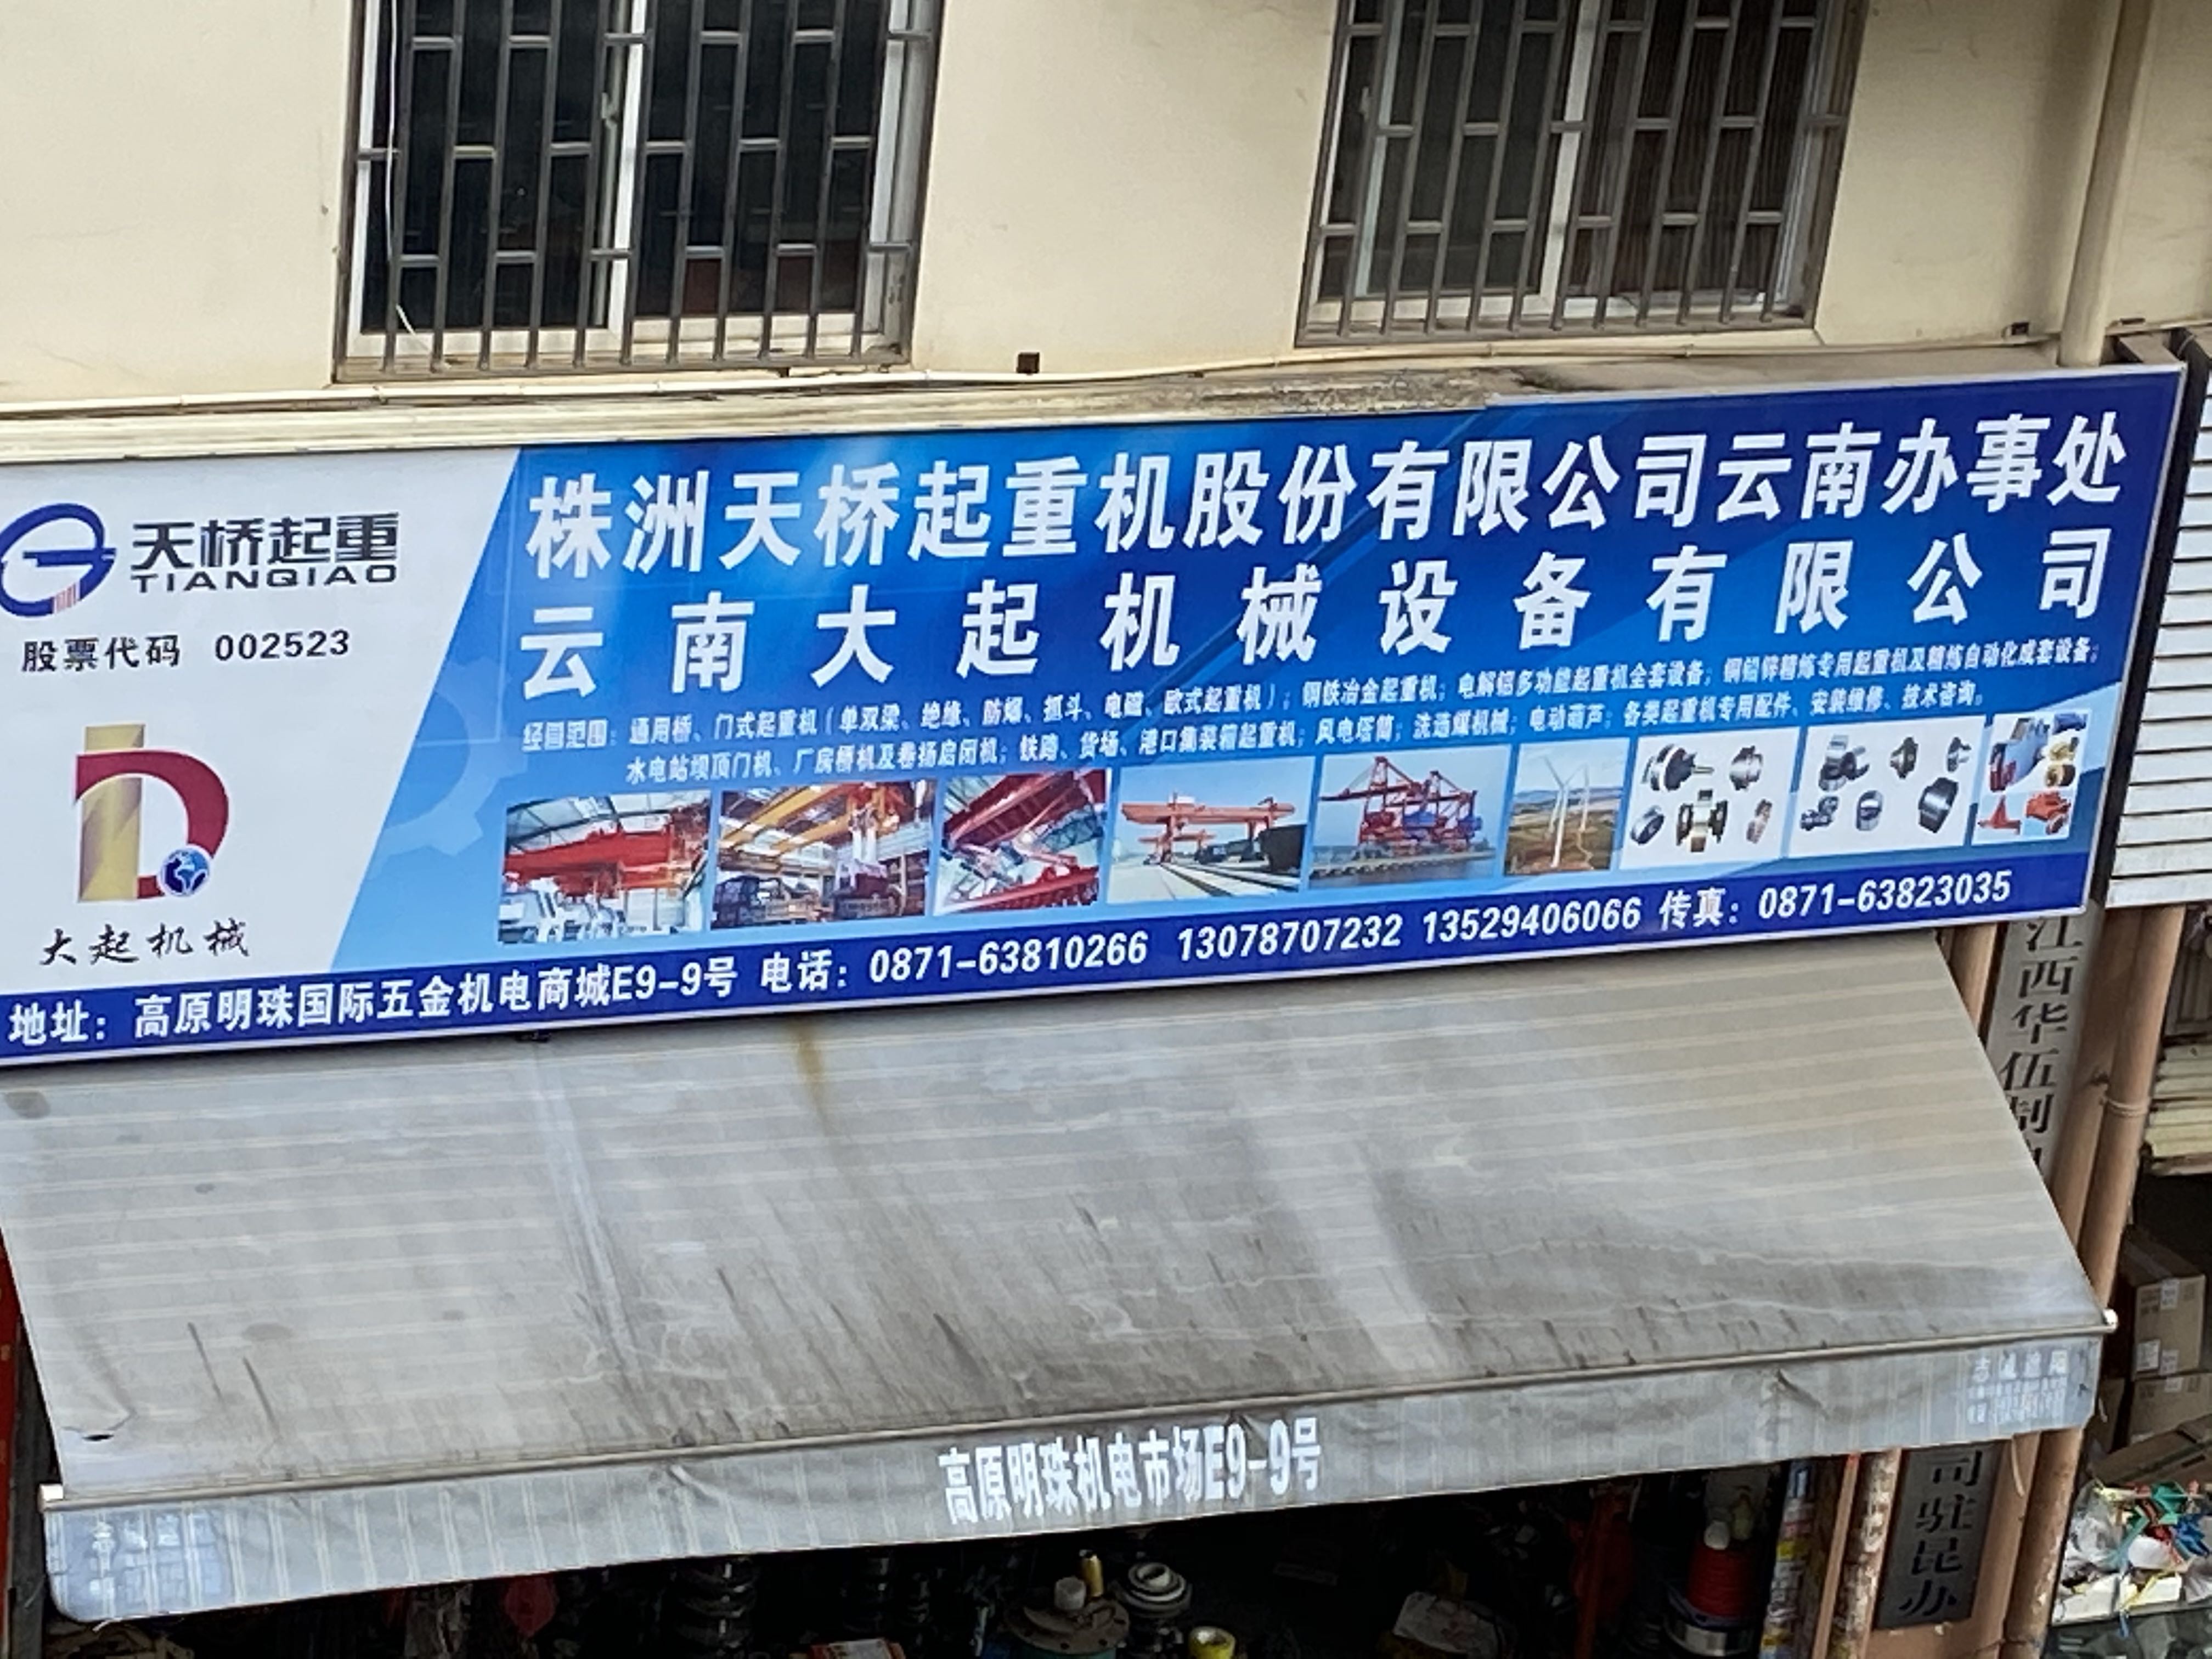 天桥起重
TIANQIAO
股票代码 002523
大起机械
株洲天桥起重机股份有限公司云南办事处
云南大起机械设备有限公司
经营范围：通用桥、门式起重机（单双梁、绝缘、防爆、抓斗、电磁、欧式起重机）；钢铁冶金起重机；电解铝多功能起重机全套设备；铜铅锌精炼专用起重机及精炼自动化成套设备；
水电站坝顶门机、厂房桥机及卷扬启闭机；铁路、货场、港口集装箱起重机；风电塔筒；洗选煤机械；电动葫芦；各类起重机专用配件、安装维修、技术咨询。
地址：高原明珠国际五金机电商城E9-9号 电话：0871-63810266 13078707232 13529406066 传真：0871-63823035
江西华伍制
高原明珠机电市场E9-9号
司驻昆办